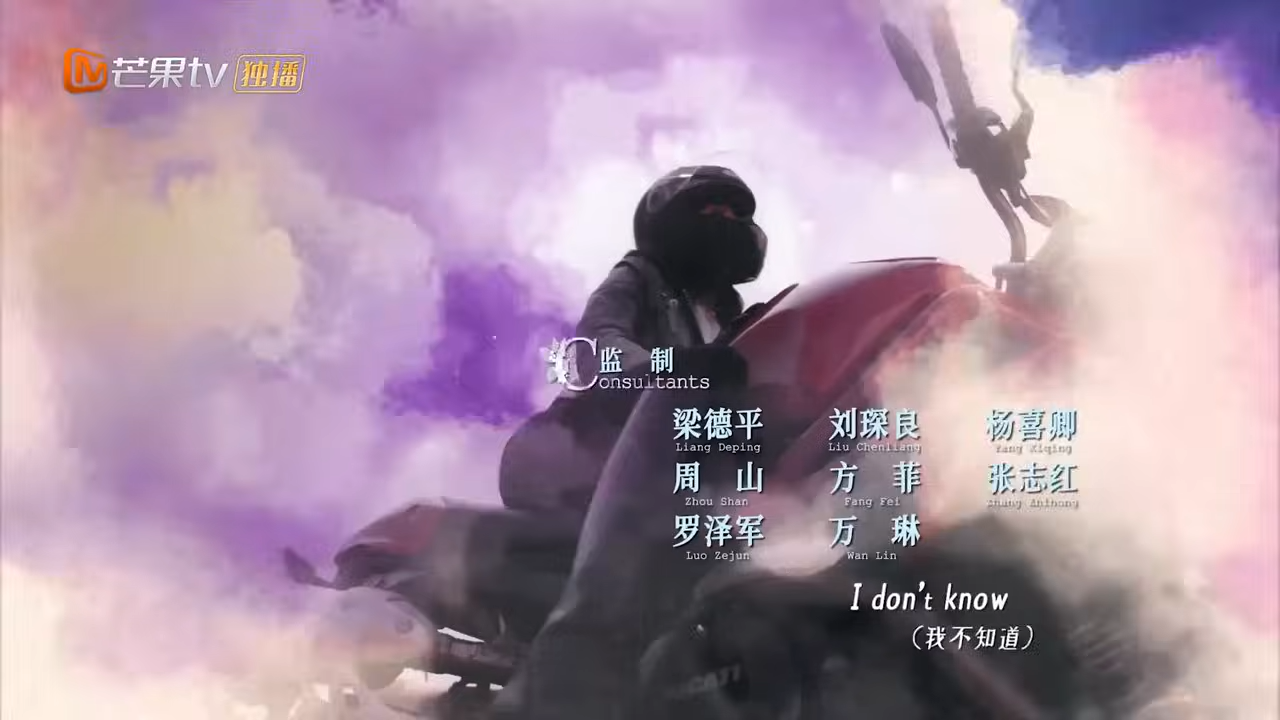 芒果tv 独播
监 制
Consultants
梁德平 刘琛良 杨喜卿
Liang Deping Liu Chenliang Yang Xiqing
周 山 方 菲 张志红
Zhou Shan Fang Fei Zhang Zhihong
罗泽军 万 琳
Luo Zejun Wan Lin
I don't know
(我不知道)